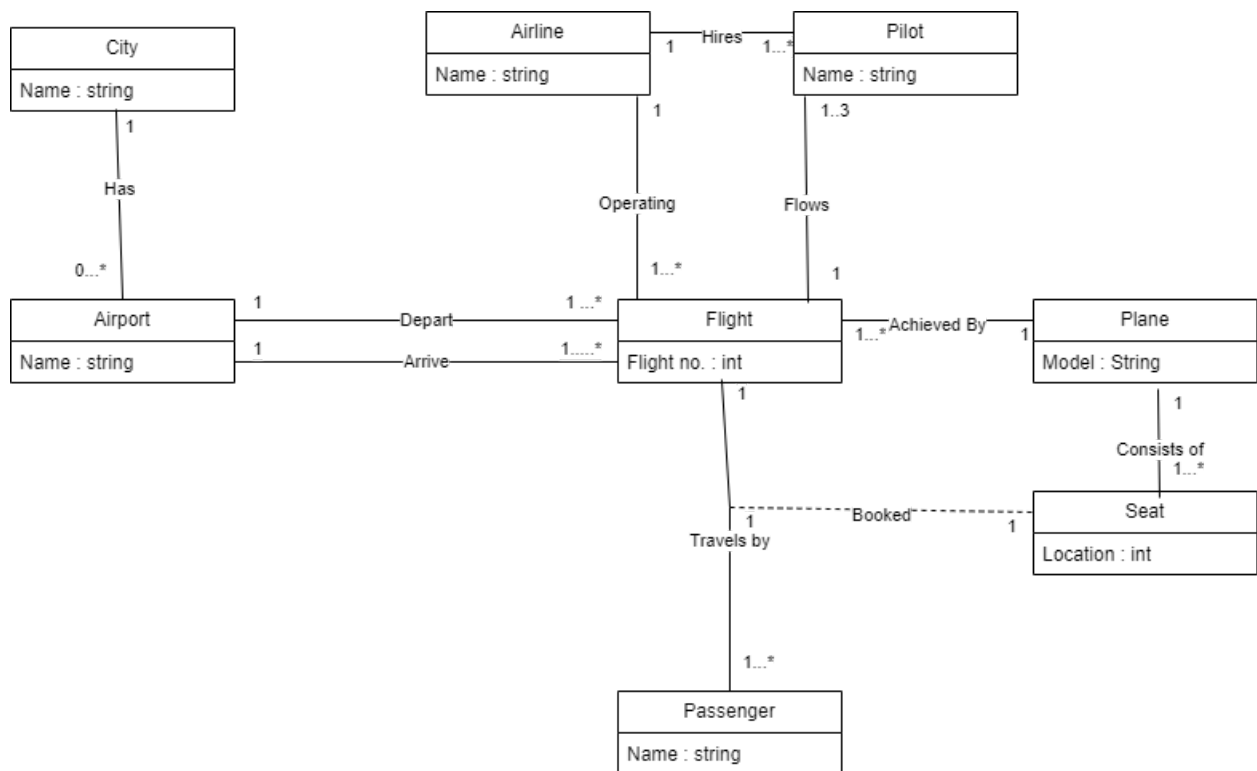 City
Name : string
1
Has
0...*
Airline
Name : string
1
Hires
1...*
Pilot
Name : string
1
Operating
1...*
1..3
Flows
1
Airport
Name : string
1
Depart
1 ...*
1
Arrive
1.....*
Flight
Flight no. : int
1...*
Achieved By
1
Plane
Model : String
1
Consists of
1...*
Seat
Location : int
1
Booked
1
1
Travels by
1...*
Passenger
Name : string